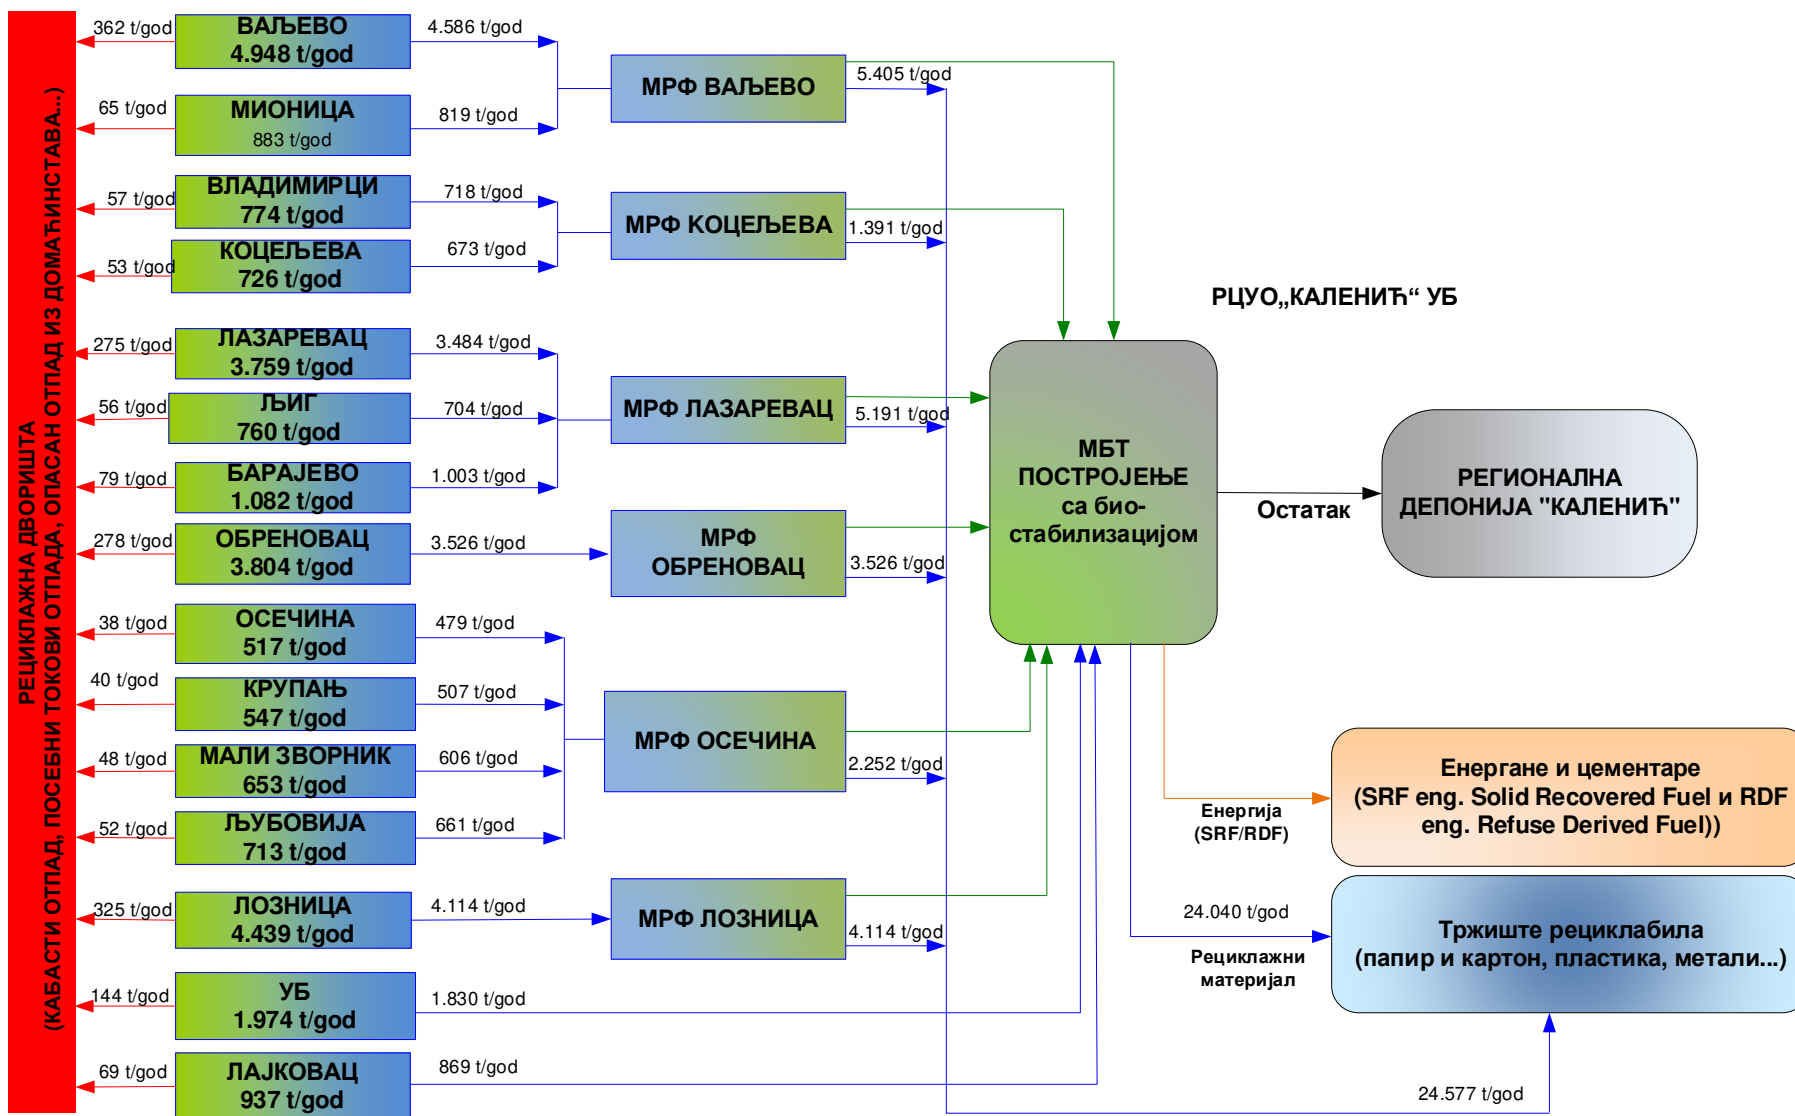 РЕЦИКЛАЖНА ДВОРИШТА
(КАБАСТИ ОТПАД, ПОСЕБНИ ТОКОВИ ОТПАДА, ОПАСАН ОТПАД ИЗ ДОМАЋИНСТАВА...)
362 t/god
ВАЉЕВО
4.948 t/god
4.586 t/god
65 t/god
МИОНИЦА
883 t/god
819 t/god
МРФ ВАЉЕВО
5.405 t/god
57 t/god
ВЛАДИМИРЦИ
774 t/god
718 t/god
53 t/god
КОЦЕЉЕВА
726 t/god
673 t/god
МРФ КОЦЕЉЕВА
1.391 t/god
275 t/god
ЛАЗАРЕВАЦ
3.759 t/god
3.484 t/god
56 t/god
ЉИГ
760 t/god
704 t/god
79 t/god
БАРАЈЕВО
1.082 t/god
1.003 t/god
МРФ ЛАЗАРЕВАЦ
5.191 t/god
278 t/god
ОБРЕНОВАЦ
3.804 t/god
3.526 t/god
МРФ
ОБРЕНОВАЦ
3.526 t/god
38 t/god
ОСЕЧИНА
517 t/god
479 t/god
40 t/god
КРУПАЊ
547 t/god
507 t/god
48 t/god
МАЛИ ЗВОРНИК
653 t/god
606 t/god
52 t/god
ЉУБОВИЈА
713 t/god
661 t/god
МРФ ОСЕЧИНА
2.252 t/god
325 t/god
ЛОЗНИЦА
4.439 t/god
4.114 t/god
МРФ ЛОЗНИЦА
4.114 t/god
144 t/god
УБ
1.974 t/god
1.830 t/god
69 t/god
ЛАЈКОВАЦ
937 t/god
869 t/god
РЦУО„КАЛЕНИЋ“ УБ
МБТ
ПОСТРОЈЕЊЕ
са био-
стабилизацијом
Остатак
РЕГИОНАЛНА
ДЕПОНИЈА "КАЛЕНИЋ"
Енергија
(SRF/RDF)
Енергане и цементаре
(SRF eng. Solid Recovered Fuel и RDF
eng. Refuse Derived Fuel))
24.040 t/god
Рециклажни
материјал
Тржиште рециклабила
(папир и картон, пластика, метали...)
24.577 t/god